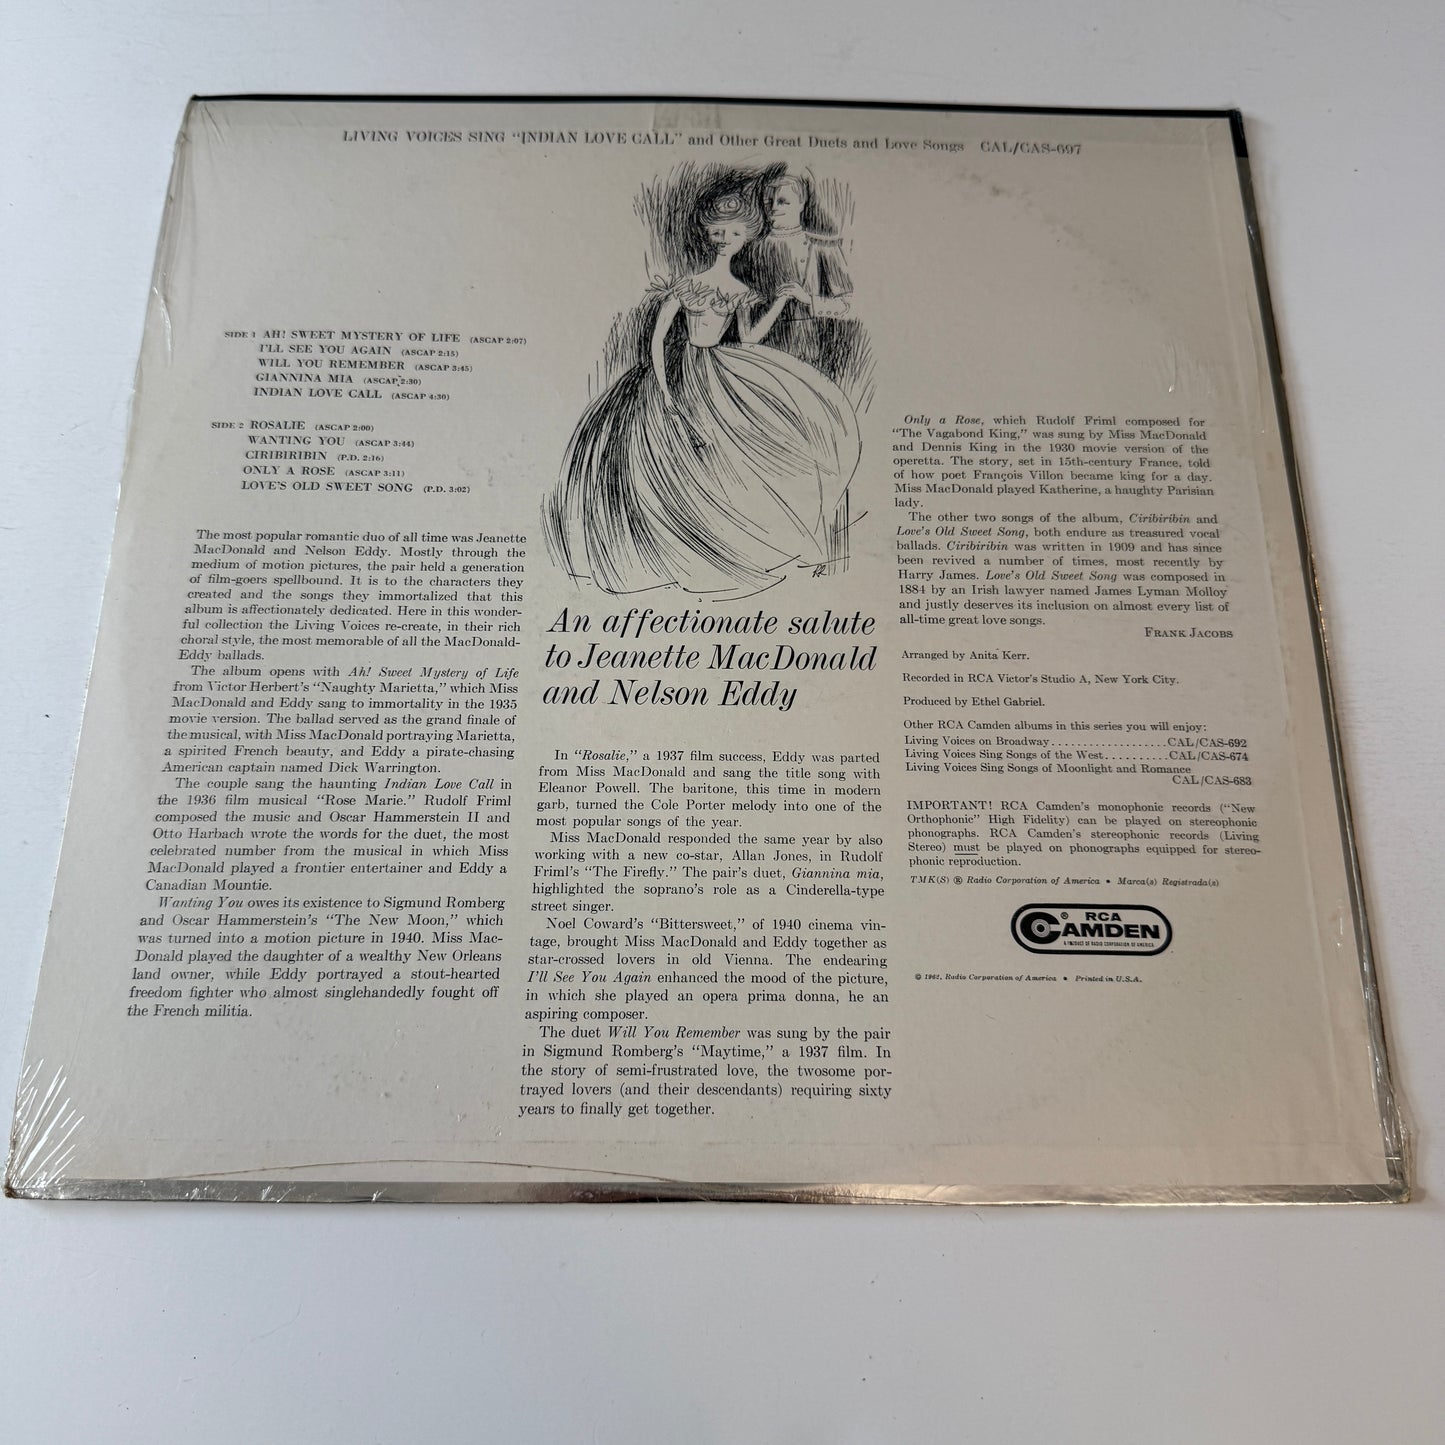 LIVING VOICES SING "INDIAN LOVE CALL" and Other Great Duets and Love Songs CAL/CAS-697
SIDE 1 AH! SWEET MYSTERY OF LIFE (ASCAP 2:07)
I'LL SEE YOU AGAIN (ASCAP 2:15)
WILL YOU REMEMBER (ASCAP 3:45)
GIANNINA MIA (ASCAP 2:30)
INDIAN LOVE CALL (ASCAP 4:30)
SIDE 2 ROSALIE (ASCAP 2:00)
WANTING YOU (ASCAP 3:44)
CIRIBIRIBIN (P.D. 2:16)
ONLY A ROSE (ASCAP 3:11)
LOVE'S OLD SWEET SONG (P.D. 3:02)
The most popular romantic duo of all time was Jeanette
MacDonald and Nelson Eddy. Mostly through the
medium of motion pictures, the pair held a generation
of film-goers spellbound. It is to the characters they
created and the songs they immortalized that this
album is affectionately dedicated. Here in this wonder-
ful collection the Living Voices re-create, in their rich
choral style, the most memorable of all the MacDonald-
Eddy ballads.
The album opens with Ah! Sweet Mystery of Life
from Victor Herbert's "Naughty Marietta," which Miss
MacDonald and Eddy sang to immortality in the 1935
movie version. The ballad served as the grand finale of
the musical, with Miss MacDonald portraying Marietta,
a spirited French beauty, and Eddy a pirate-chasing
American captain named Dick Warrington.
The couple sang the haunting Indian Love Call in
the 1936 film musical "Rose Marie." Rudolf Friml
composed the music and Oscar Hammerstein II and
Otto Harbach wrote the words for the duet, the most
celebrated number from the musical in which Miss
MacDonald played a frontier entertainer and Eddy a
Canadian Mountie.
Wanting You owes its existence to Sigmund Romberg
and Oscar Hammerstein's "The New Moon," which
was turned into a motion picture in 1940. Miss Mac-
Donald played the daughter of a wealthy New Orleans
land owner, while Eddy portrayed a stout-hearted
freedom fighter who almost singlehandedly fought off
the French militia.
RR
An affectionate salute
to Jeanette MacDonald
and Nelson Eddy
In "Rosalie," a 1937 film success, Eddy was parted
from Miss MacDonald and sang the title song with
Eleanor Powell. The baritone, this time in modern
garb, turned the Cole Porter melody into one of the
most popular songs of the year.
Miss MacDonald responded the same year by also
working with a new co-star, Allan Jones, in Rudolf
Friml's "The Firefly." The pair's duet, Giannina mia,
highlighted the soprano's role as a Cinderella-type
street singer.
Noel Coward's "Bittersweet," of 1940 cinema vin-
tage, brought Miss MacDonald and Eddy together as
star-crossed lovers in old Vienna. The endearing
I'll See You Again enhanced the mood of the picture,
in which she played an opera prima donna, he an
aspiring composer.
The duet Will You Remember was sung by the pair
in Sigmund Romberg's "Maytime," a 1937 film. In
the story of semi-frustrated love, the twosome por-
trayed lovers (and their descendants) requiring sixty
years to finally get together.
Only a Rose, which Rudolf Friml composed for
"The Vagabond King," was sung by Miss MacDonald
and Dennis King in the 1930 movie version of the
operetta. The story, set in 15th-century France, told
of how poet François Villon became king for a day.
Miss MacDonald played Katherine, a haughty Parisian
lady.
The other two songs of the album, Ciribiribin and
Love's Old Sweet Song, both endure as treasured vocal
ballads. Ciribiribin was written in 1909 and has since
been revived a number of times, most recently by
Harry James. Love's Old Sweet Song was composed in
1884 by an Irish lawyer named James Lyman Molloy
and justly deserves its inclusion on almost every list of
all-time great love songs.
FRANK JACOBS
Arranged by Anita Kerr.
Recorded in RCA Victor's Studio A, New York City.
Produced by Ethel Gabriel.
Other RCA Camden albums in this series you will enjoy:
Living Voices on Broadway..................CAL/CAS-692
Living Voices Sing Songs of the West..........CAL/CAS-674
Living Voices Sing Songs of Moonlight and Romance
CAL/CAS-683
IMPORTANT! RCA Camden's monophonic records ("New
Orthophonic" High Fidelity) can be played on stereophonic
phonographs. RCA Camden's stereophonic records (Living
Stereo) must be played on phonographs equipped for stereo-
phonic reproduction.
TMK(S) ® Radio Corporation of America • Marca(s) Registrada(s)
® RCA
CAMDEN
A PRODUCT OF RADIO CORPORATION OF AMERICA
© 1962, Radio Corporation of America • Printed in U.S.A.